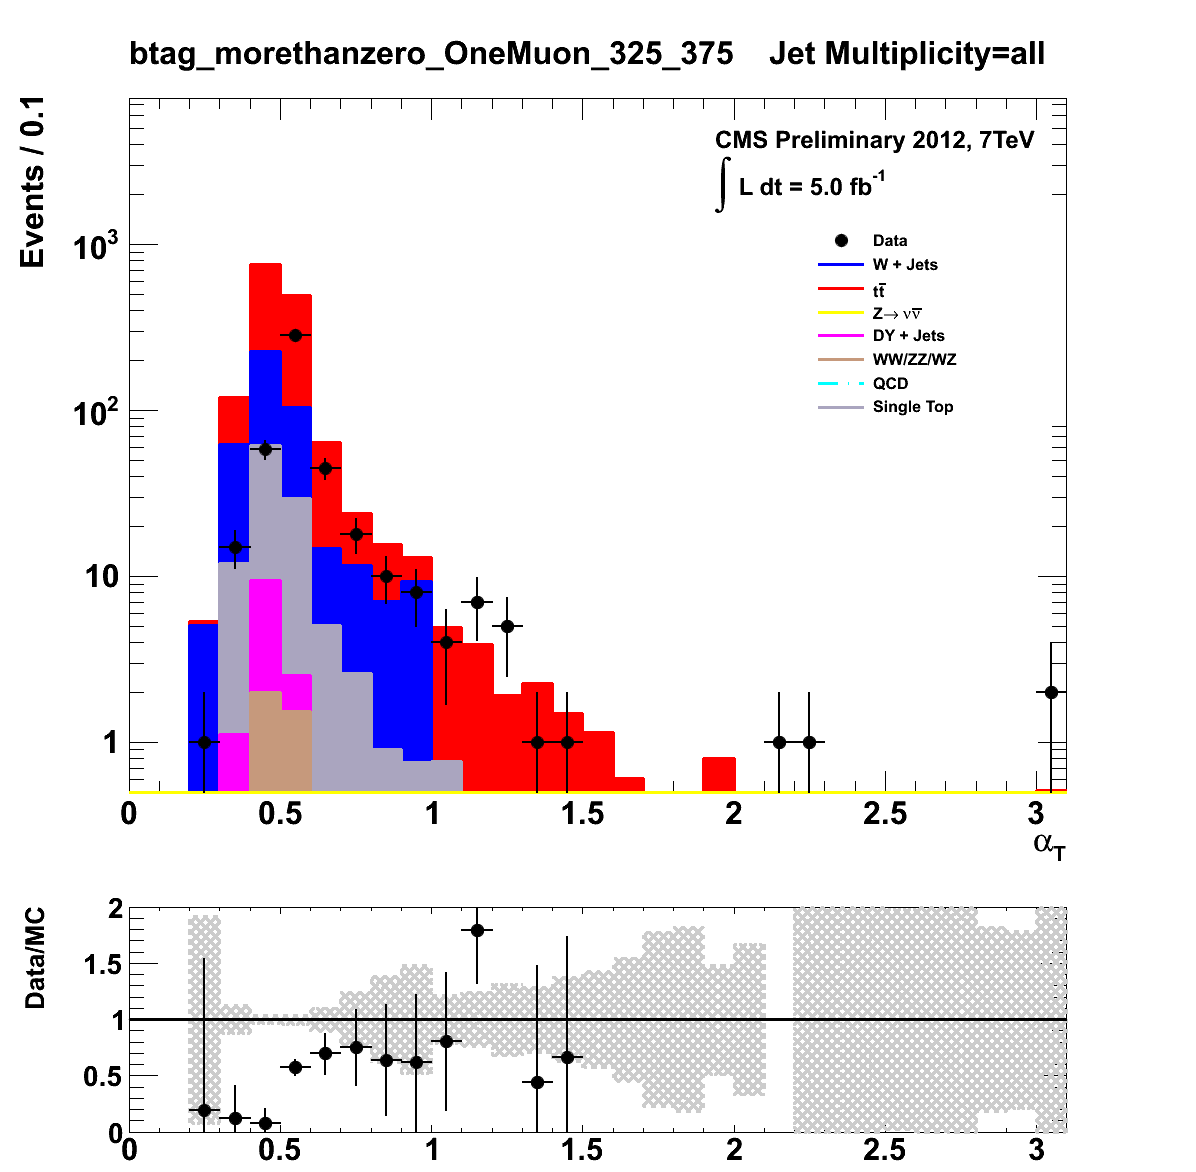 btag_morethanzero_OneMuon_325_375 Jet Multiplicity=all
Events / 0.1
CMS Preliminary 2012, 7TeV
∫ L dt = 5.0 fb⁻¹
Data
W + Jets
tt̅
Z→ νν̅
DY + Jets
WW/ZZ/WZ
QCD
Single Top
10³
10²
10
1
0 0.5 1 1.5 2 2.5 3
α_T
Data/MC
2
1.5
1
0.5
0
0 0.5 1 1.5 2 2.5 3